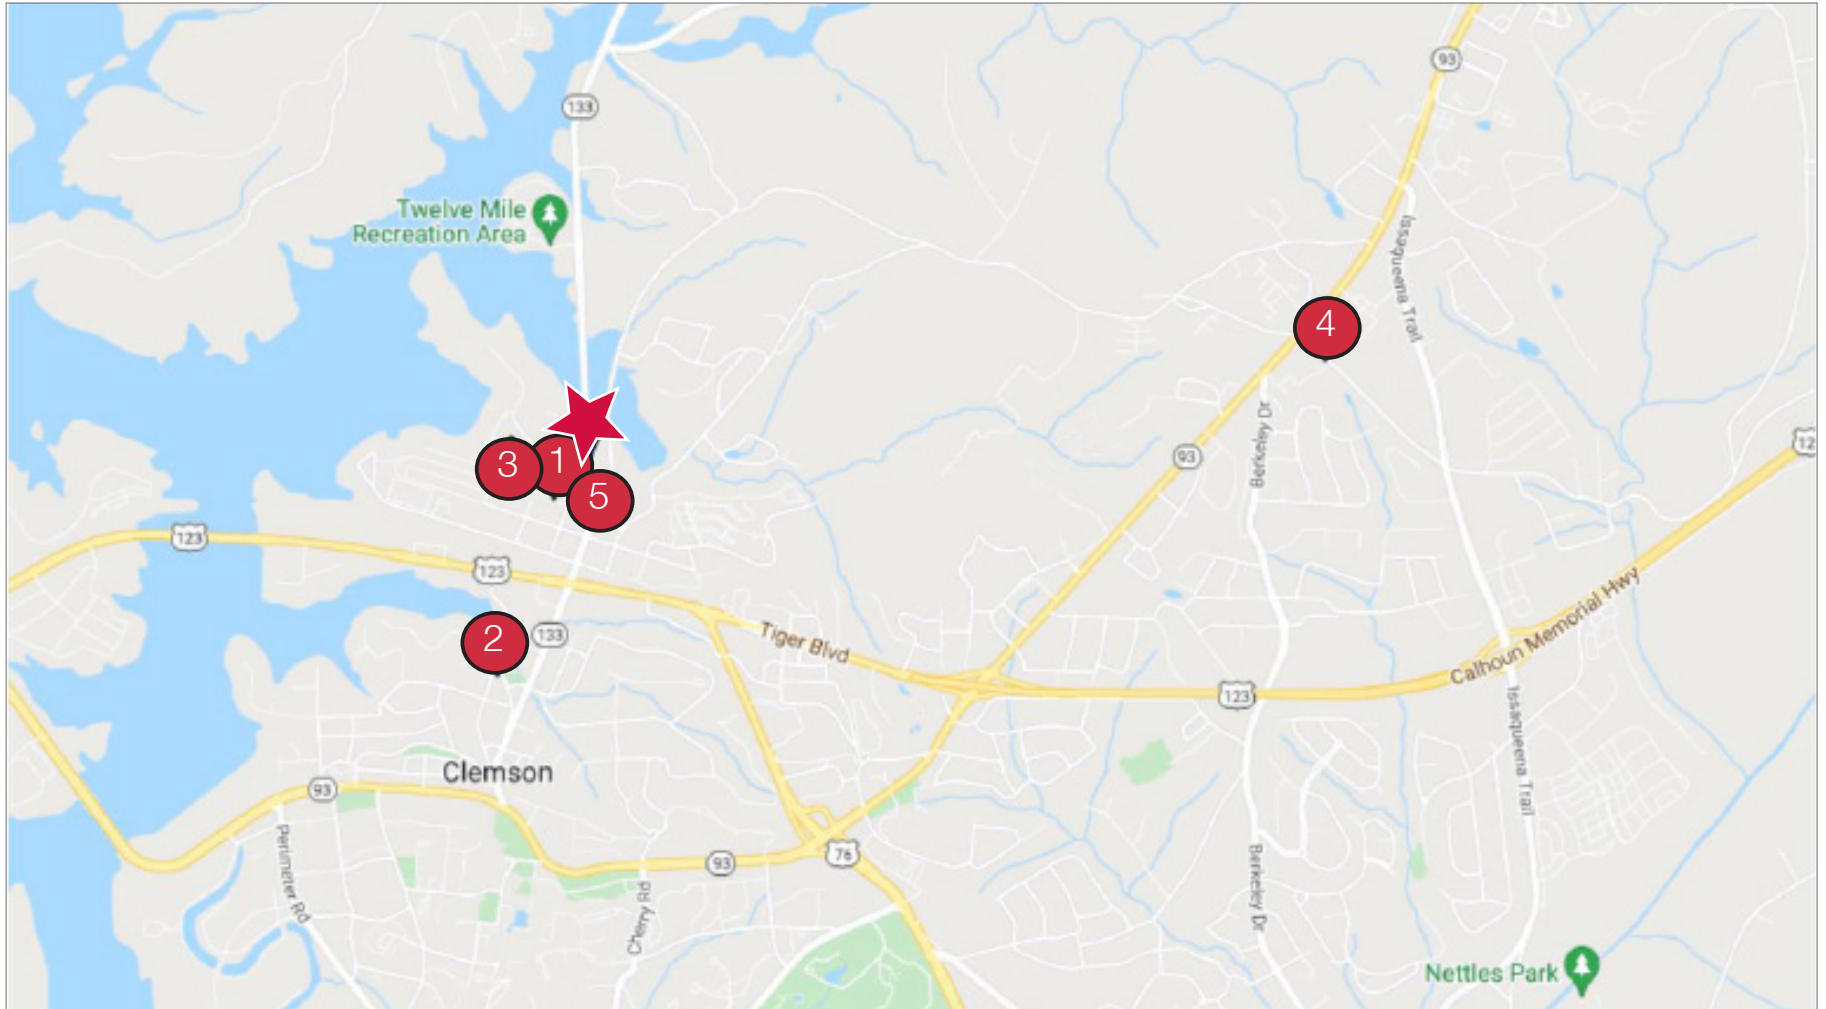 93
133
Twelve Mile
Recreation Area
Issaqueena Trail
4
Berkeley Dr
12
3
1
93
5
123
123
Calhoun Memorial Hwy
2
133
Tiger Blvd
123
Issaqueena Trail
Clemson
93
Perimeter Rd
93
76
Berkeley Dr
Cherry Rd
Nettles Park